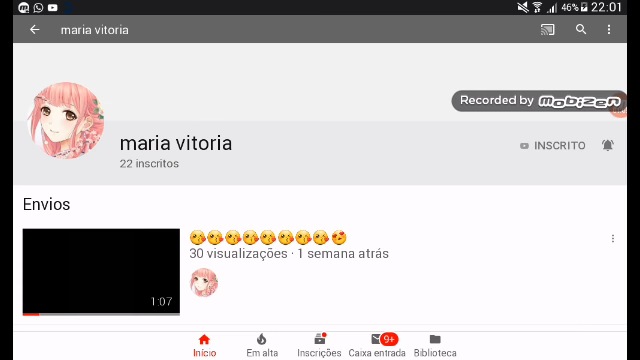 46% 22:01
maria vitoria
Recorded by MOBIZEN
maria vitoria
22 inscritos
INSCRITO
Envios
30 visualizações · 1 semana atrás
1:07
9+
Início Em alta Inscrições Caixa entrada Biblioteca